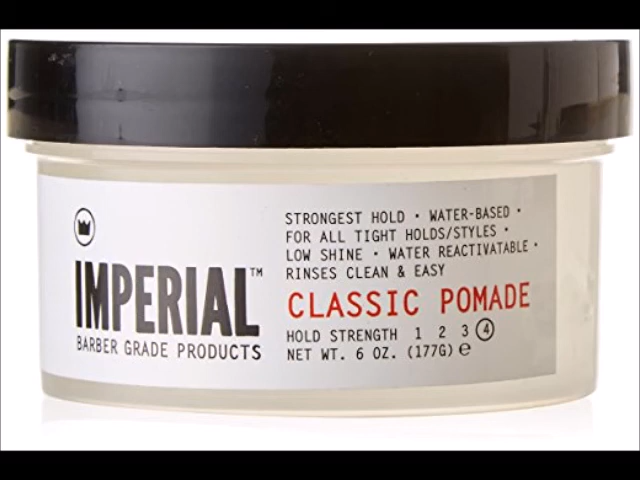 IMPERIAL™
BARBER GRADE PRODUCTS
STRONGEST HOLD · WATER-BASED ·
FOR ALL TIGHT HOLDS/STYLES ·
LOW SHINE · WATER REACTIVATABLE ·
RINSES CLEAN & EASY
CLASSIC POMADE
HOLD STRENGTH 1 2 3 4
NET WT. 6 OZ. (177G) ℮